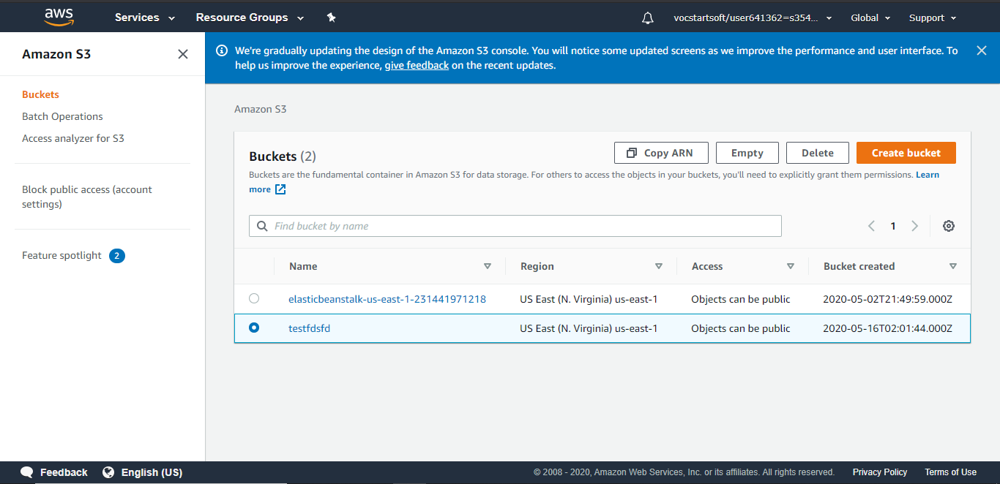 aws
Services
Resource Groups
vocstartsoft/user641362=s354...
Global
Support
Amazon S3
Buckets
Batch Operations
Access analyzer for S3
Block public access (account
settings)
Feature spotlight 2
We're gradually updating the design of the Amazon S3 console. You will notice some updated screens as we improve the performance and user interface. To
help us improve the experience, give feedback on the recent updates.
Amazon S3
Buckets (2)
Copy ARN
Empty
Delete
Create bucket
Buckets are the fundamental container in Amazon S3 for data storage. For others to access the objects in your buckets, you'll need to explicitly grant them permissions. Learn
more
Find bucket by name
1
Name Region Access Bucket created
elasticbeanstalk-us-east-1-231441971218 US East (N. Virginia) us-east-1 Objects can be public 2020-05-02T21:49:59.000Z
testfdsfd US East (N. Virginia) us-east-1 Objects can be public 2020-05-16T02:01:44.000Z
Feedback
English (US)
© 2008 - 2020, Amazon Web Services, Inc. or its affiliates. All rights reserved.
Privacy Policy
Terms of Use